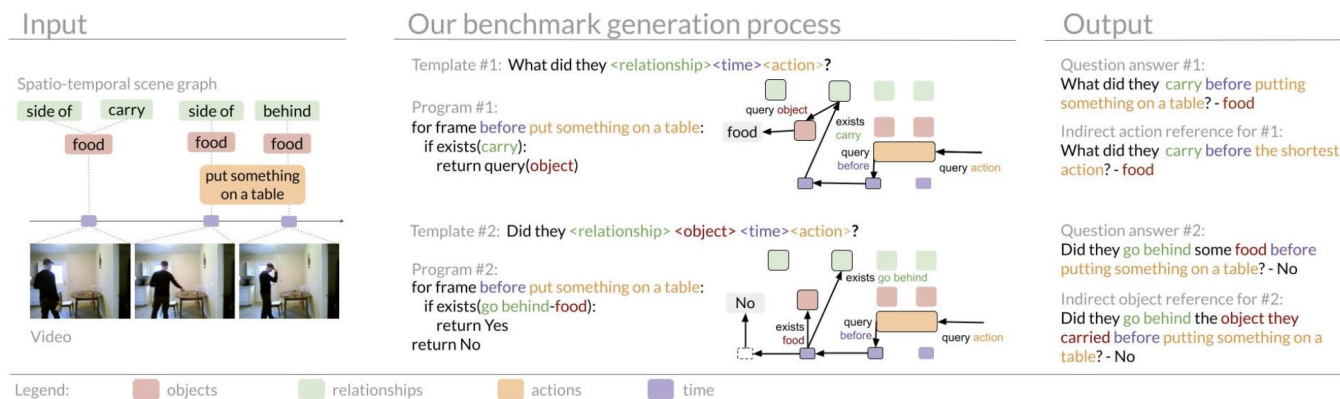 Input
Our benchmark generation process
Output
Spatio-temporal scene graph
side of
carry
side of
behind
food
food
food
put something
on a table
Video
Template #1: What did they <relationship><time><action>?
Program #1:
for frame before put something on a table:
if exists(carry):
return query(object)
query object
food
exists
carry
query
before
query action
Template #2: Did they <relationship> <object> <time><action>?
Program #2:
for frame before put something on a table:
if exists(go behind-food):
return Yes
return No
exists go behind
No
exists
food
query
before
query action
Question answer #1:
What did they carry before putting
something on a table? - food
Indirect action reference for #1:
What did they carry before the shortest
action? - food
Question answer #2:
Did they go behind some food before
putting something on a table? - No
Indirect object reference for #2:
Did they go behind the object they
carried before putting something on a
table? - No
Legend:
objects
relationships
actions
time